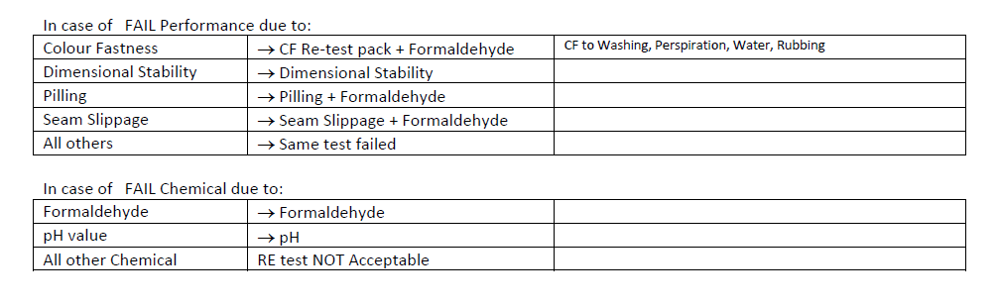 In case of FAIL Performance due to:
Colour Fastness → CF Re-test pack + Formaldehyde CF to Washing, Perspiration, Water, Rubbing
Dimensional Stability → Dimensional Stability
Pilling → Pilling + Formaldehyde
Seam Slippage → Seam Slippage + Formaldehyde
All others → Same test failed
In case of FAIL Chemical due to:
Formaldehyde → Formaldehyde
pH value → pH
All other Chemical RE test NOT Acceptable